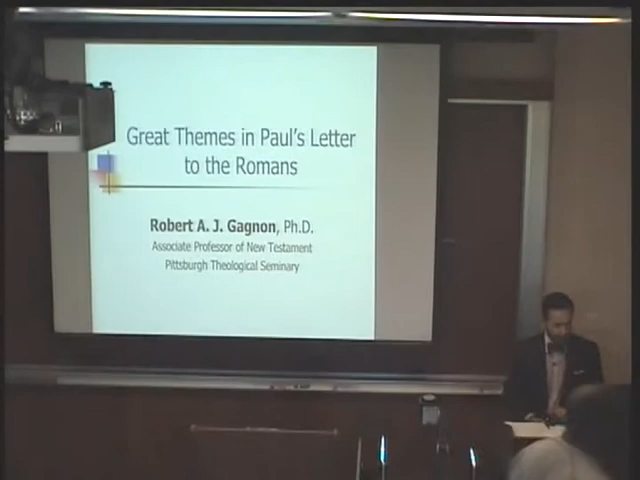 Great Themes in Paul's Letter
to the Romans
Robert A. J. Gagnon, Ph.D.
Associate Professor of New Testament
Pittsburgh Theological Seminary